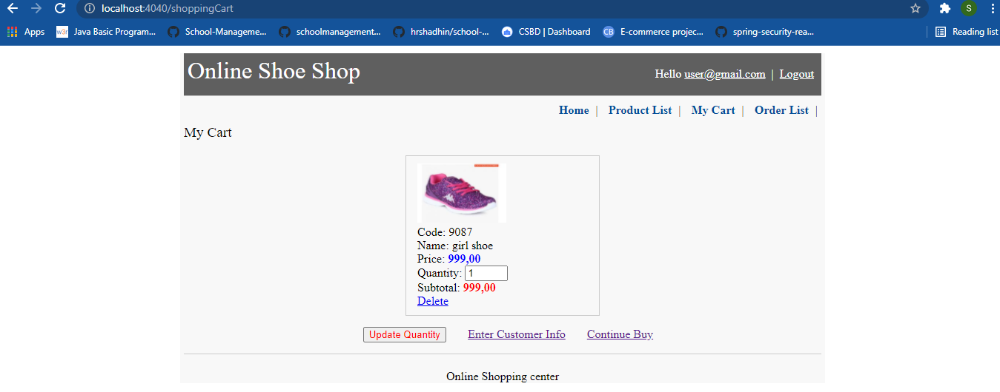 localhost:4040/shoppingCart
Apps w3r Java Basic Program... School-Manageme... schoolmanagement... hrshadhin/school-... CSBD | Dashboard CB E-commerce projec... spring-security-rea... Reading list
S
Online Shoe Shop
Hello user@gmail.com | Logout
Home | Product List | My Cart | Order List |
My Cart
Code: 9087
Name: girl shoe
Price: 999,00
Quantity: 1
Subtotal: 999,00
Delete
Update Quantity Enter Customer Info Continue Buy
Online Shopping center